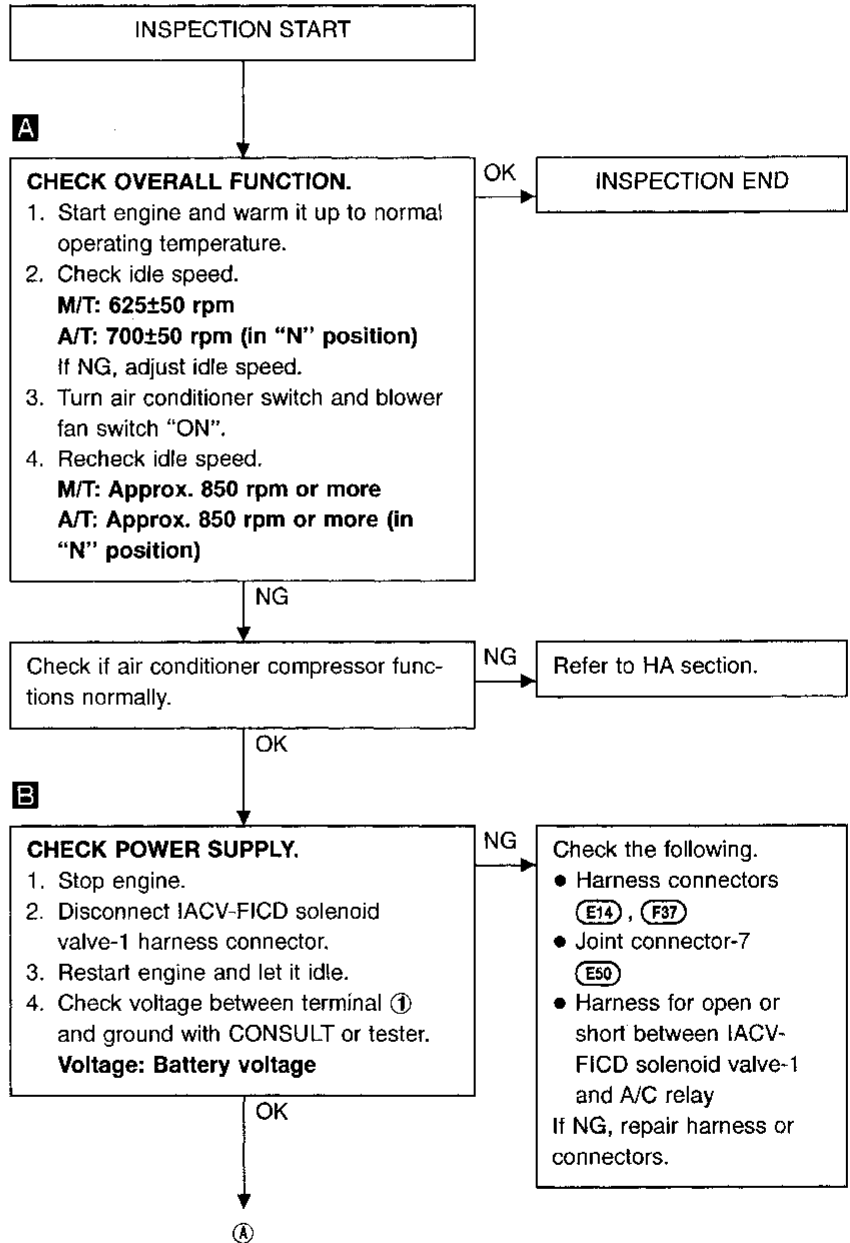 INSPECTION START
A
CHECK OVERALL FUNCTION.
1. Start engine and warm it up to normal
operating temperature.
2. Check idle speed.
M/T: 625±50 rpm
A/T: 700±50 rpm (in “N” position)
If NG, adjust idle speed.
3. Turn air conditioner switch and blower
fan switch “ON”.
4. Recheck idle speed.
M/T: Approx. 850 rpm or more
A/T: Approx. 850 rpm or more (in
“N” position)
OK
INSPECTION END
NG
Check if air conditioner compressor func-
tions normally.
NG
Refer to HA section.
OK
B
CHECK POWER SUPPLY.
1. Stop engine.
2. Disconnect IACV-FICD solenoid
valve-1 harness connector.
3. Restart engine and let it idle.
4. Check voltage between terminal ①
and ground with CONSULT or tester.
Voltage: Battery voltage
NG
Check the following.
● Harness connectors
E14, F37
● Joint connector-7
E50
● Harness for open or
short between IACV-
FICD solenoid valve-1
and A/C relay
If NG, repair harness or
connectors.
OK
Ⓐ